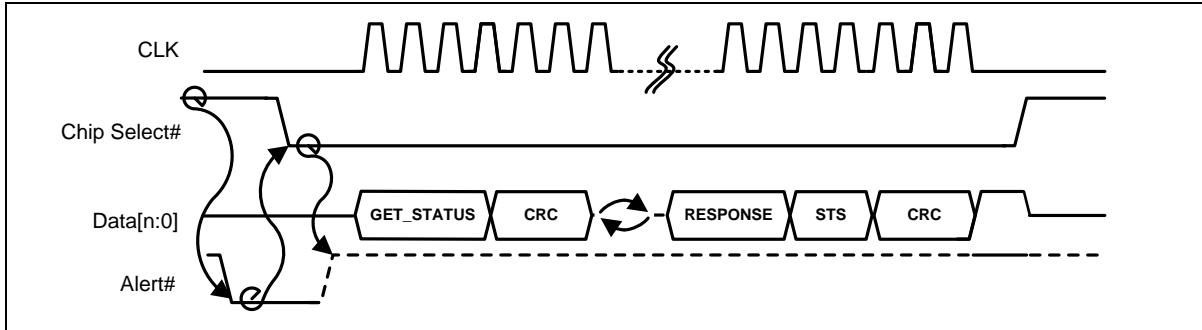 CLK
Chip Select#
Data[n:0]
GET_STATUS CRC RESPONSE STS CRC
Alert#